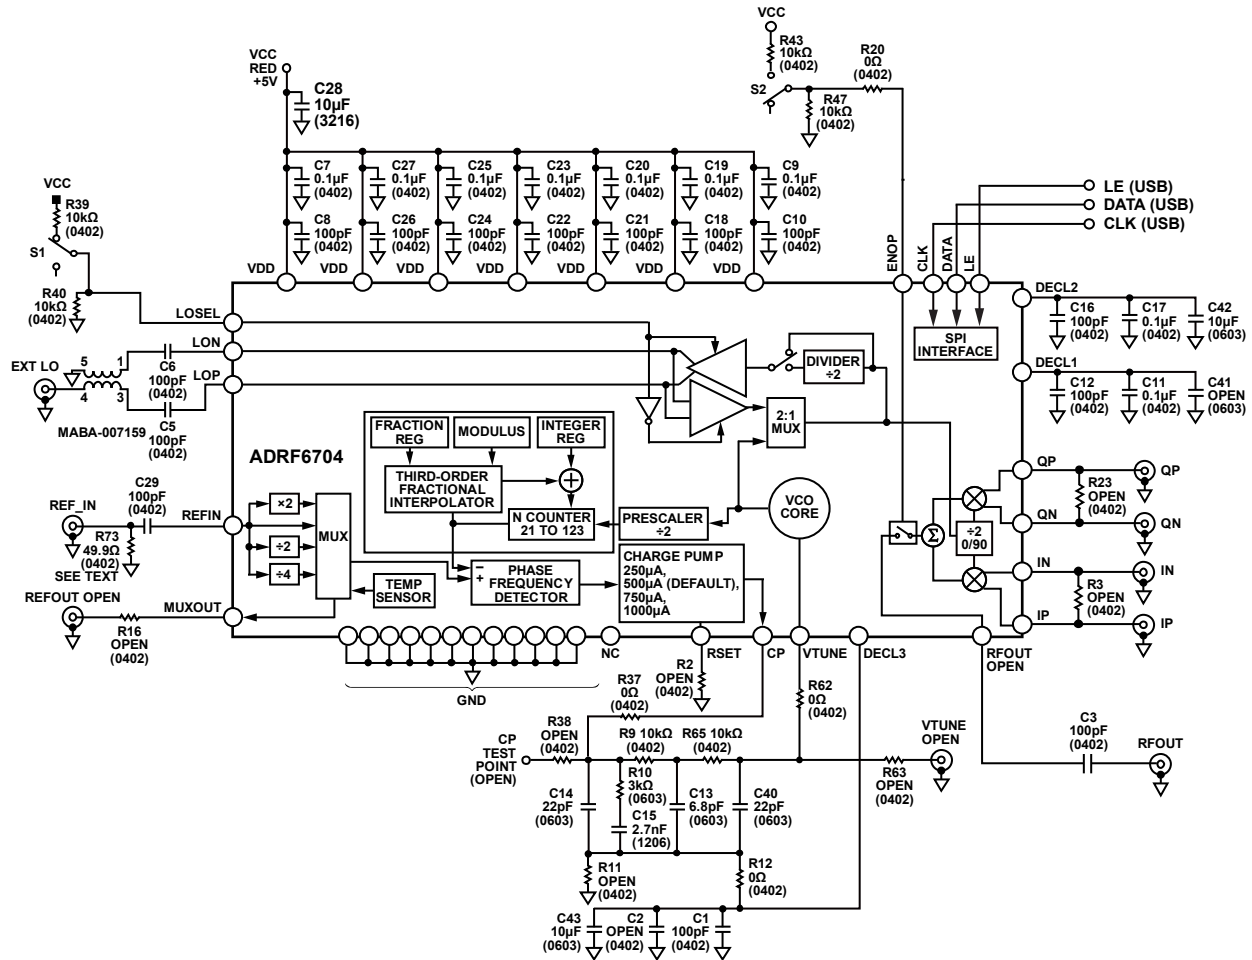 VCC
RED
+5V
C28
10µF
(3216)
VCC
R43
10kΩ
(0402)
S2
R47
10kΩ
(0402)
R20
0Ω
(0402)
VCC
R39
10kΩ
(0402)
S1
R40
10kΩ
(0402)
C7
0.1µF
(0402)
C27
0.1µF
(0402)
C25
0.1µF
(0402)
C23
0.1µF
(0402)
C20
0.1µF
(0402)
C19
0.1µF
(0402)
C9
0.1µF
(0402)
C8
100pF
(0402)
C26
100pF
(0402)
C24
100pF
(0402)
C22
100pF
(0402)
C21
100pF
(0402)
C18
100pF
(0402)
C10
100pF
(0402)
VDD
VDD
VDD
VDD
VDD
VDD
VDD
ENOP
CLK
DATA
LE
LE (USB)
DATA (USB)
CLK (USB)
DECL2
C16
100pF
(0402)
C17
0.1µF
(0402)
C42
10µF
(0603)
DECL1
C12
100pF
(0402)
C11
0.1µF
(0402)
C41
OPEN
(0603)
LOSEL
LON
LOP
EXT LO
5
1
4
3
C6
100pF
(0402)
C5
100pF
(0402)
MABA-007159
SPI
INTERFACE
DIVIDER
÷2
2:1
MUX
ADRF6704
FRACTION
REG
MODULUS
INTEGER
REG
THIRD-ORDER
FRACTIONAL
INTERPOLATOR
+
N COUNTER
21 TO 123
PRESCALER
÷2
VCO
CORE
REF_IN
C29
100pF
(0402)
REFIN
R73
49.9Ω
(0402)
SEE TEXT
×2
÷2
÷4
MUX
TEMP
SENSOR
−
+
PHASE
FREQUENCY
DETECTOR
CHARGE PUMP
250µA,
500µA (DEFAULT),
750µA,
1000µA
Σ
÷2
0/90
QP
QP
R23
OPEN
(0402)
QN
QN
IN
IN
R3
OPEN
(0402)
IP
IP
REFOUT OPEN
MUXOUT
R16
OPEN
(0402)
NC
RSET
CP
VTUNE
DECL3
RFOUT
OPEN
GND
R2
OPEN
(0402)
R37
0Ω
(0402)
R62
0Ω
(0402)
CP
TEST
POINT
(OPEN)
R38
OPEN
(0402)
R9 10kΩ
(0402)
R65 10kΩ
(0402)
R10
3kΩ
(0603)
C14
22pF
(0603)
C15
2.7nF
(1206)
C13
6.8pF
(0603)
C40
22pF
(0603)
R63
OPEN
(0402)
VTUNE
OPEN
C3
100pF
(0402)
RFOUT
R11
OPEN
(0402)
R12
0Ω
(0402)
C43
10µF
(0603)
C2
OPEN
(0402)
C1
100pF
(0402)